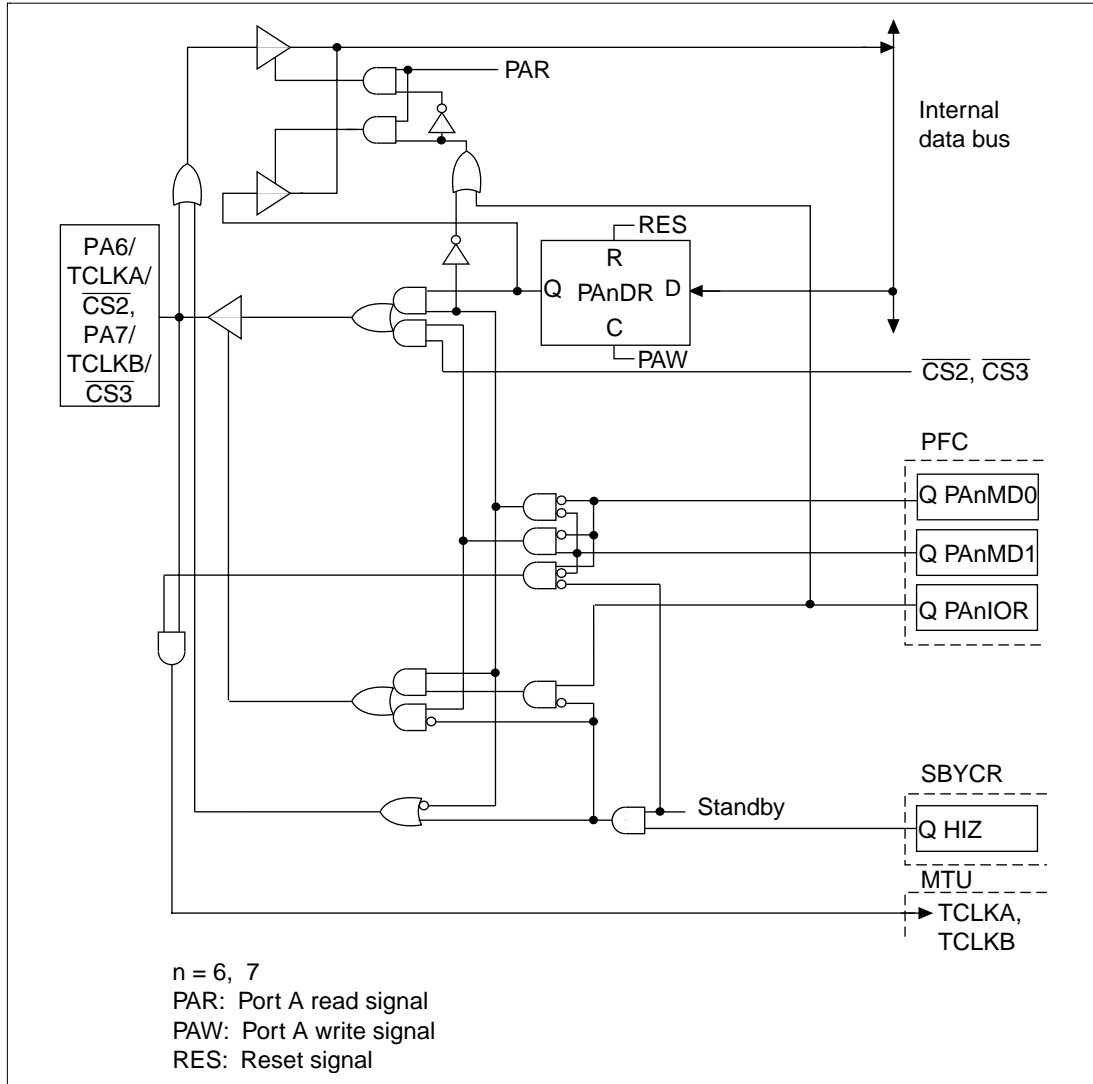 PAR
Internal
data bus
RES
PA6/
TCLKA/
CS2,
PA7/
TCLKB/
CS3
R
Q PAnDR D
C
PAW
CS2, CS3
PFC
Q PAnMD0
Q PAnMD1
Q PAnIOR
SBYCR
Standby
Q HIZ
MTU
TCLKA,
TCLKB
n = 6, 7
PAR: Port A read signal
PAW: Port A write signal
RES: Reset signal